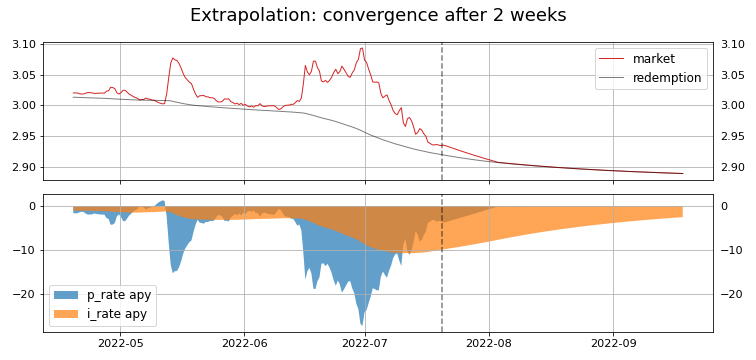 Extrapolation: convergence after 2 weeks
3.10 3.10
market
redemption
3.05 3.05
3.00 3.00
2.95 2.95
2.90 2.90
0 0
−10 −10
−20 −20
p_rate apy
i_rate apy
2022-05 2022-06 2022-07 2022-08 2022-09